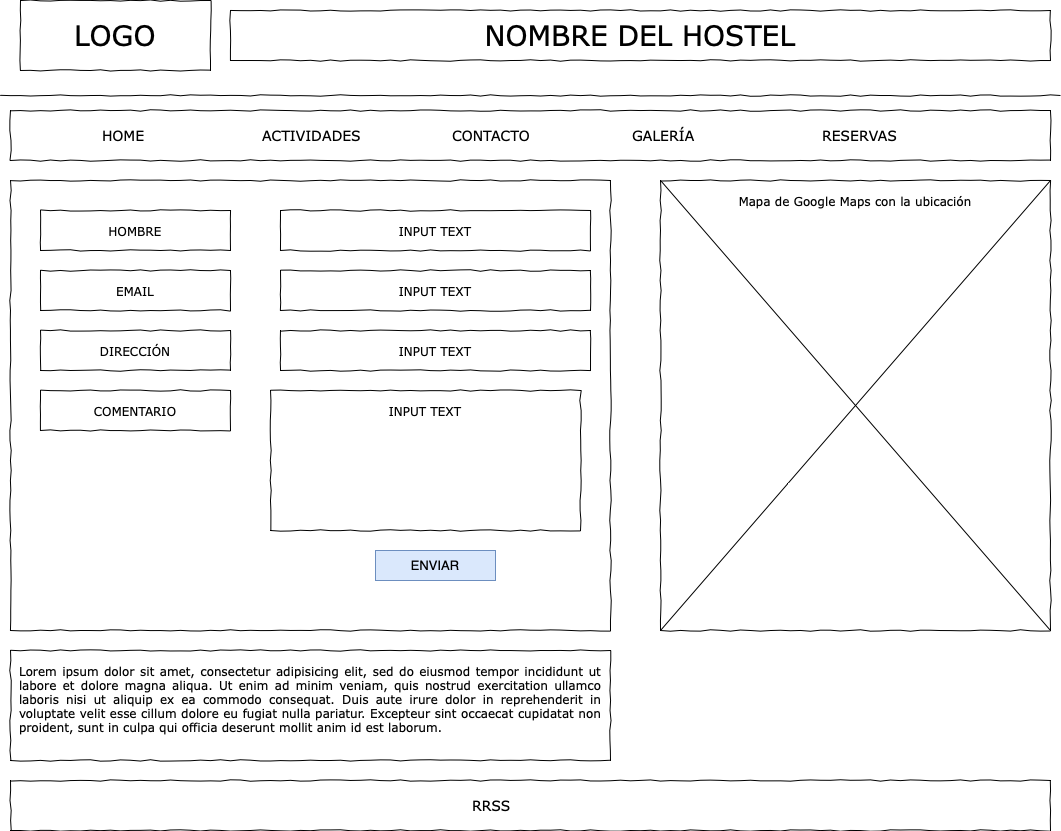 LOGO
NOMBRE DEL HOSTEL
HOME
ACTIVIDADES
CONTACTO
GALERÍA
RESERVAS
HOMBRE
INPUT TEXT
EMAIL
INPUT TEXT
DIRECCIÓN
INPUT TEXT
COMENTARIO
INPUT TEXT
ENVIAR
Mapa de Google Maps con la ubicación
Lorem ipsum dolor sit amet, consectetur adipisicing elit, sed do eiusmod tempor incididunt ut
labore et dolore magna aliqua. Ut enim ad minim veniam, quis nostrud exercitation ullamco
laboris nisi ut aliquip ex ea commodo consequat. Duis aute irure dolor in reprehenderit in
voluptate velit esse cillum dolore eu fugiat nulla pariatur. Excepteur sint occaecat cupidatat non
proident, sunt in culpa qui officia deserunt mollit anim id est laborum.
RRSS